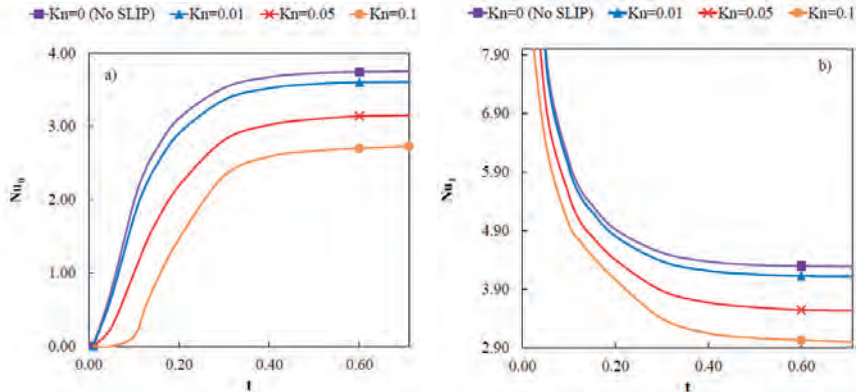 Kn=0 (No SLIP) Kn=0.01 Kn=0.05 Kn=0.1
4.00
3.00
2.00
1.00
0.00
a)
Nu0
0.00 0.20 0.40 0.60
t
Kn=0 (No SLIP) Kn=0.01 Kn=0.05 Kn=0.1
7.90
6.90
5.90
4.90
3.90
2.90
b)
Nu1
0.00 0.20 0.40 0.60
t